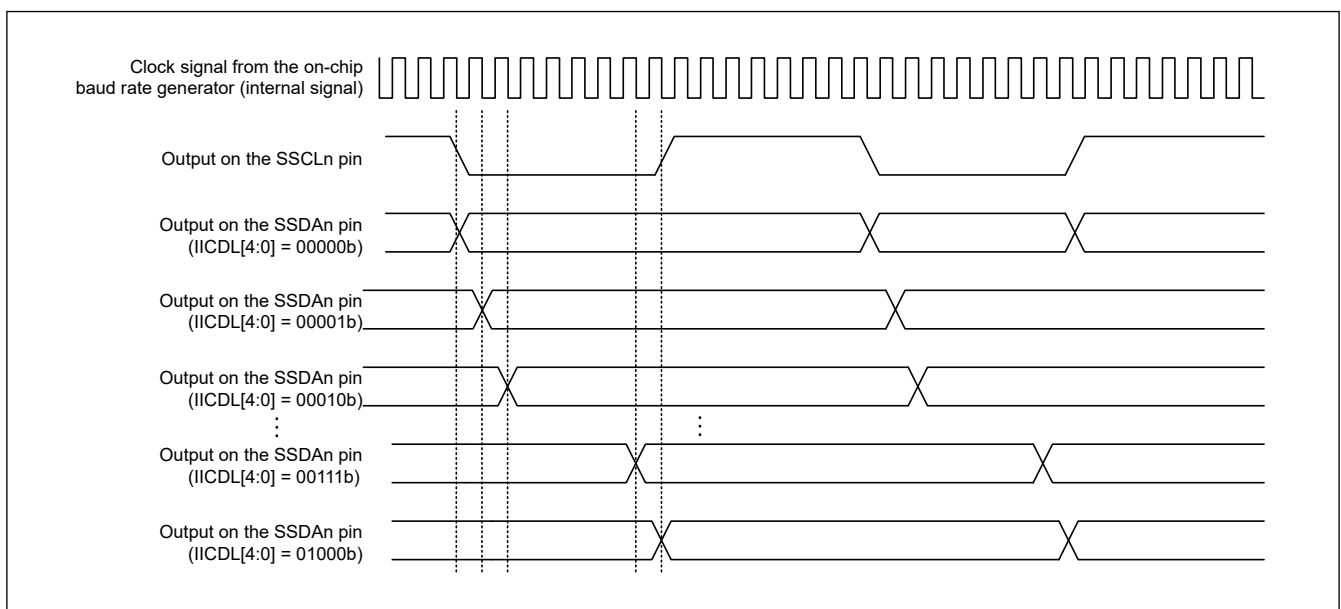 Clock signal from the on-chip
baud rate generator (internal signal)
Output on the SSCLn pin
Output on the SSDAn pin
(IICDL[4:0] = 00000b)
Output on the SSDAn pin
(IICDL[4:0] = 00001b)
Output on the SSDAn pin
(IICDL[4:0] = 00010b)
Output on the SSDAn pin
(IICDL[4:0] = 00111b)
Output on the SSDAn pin
(IICDL[4:0] = 01000b)